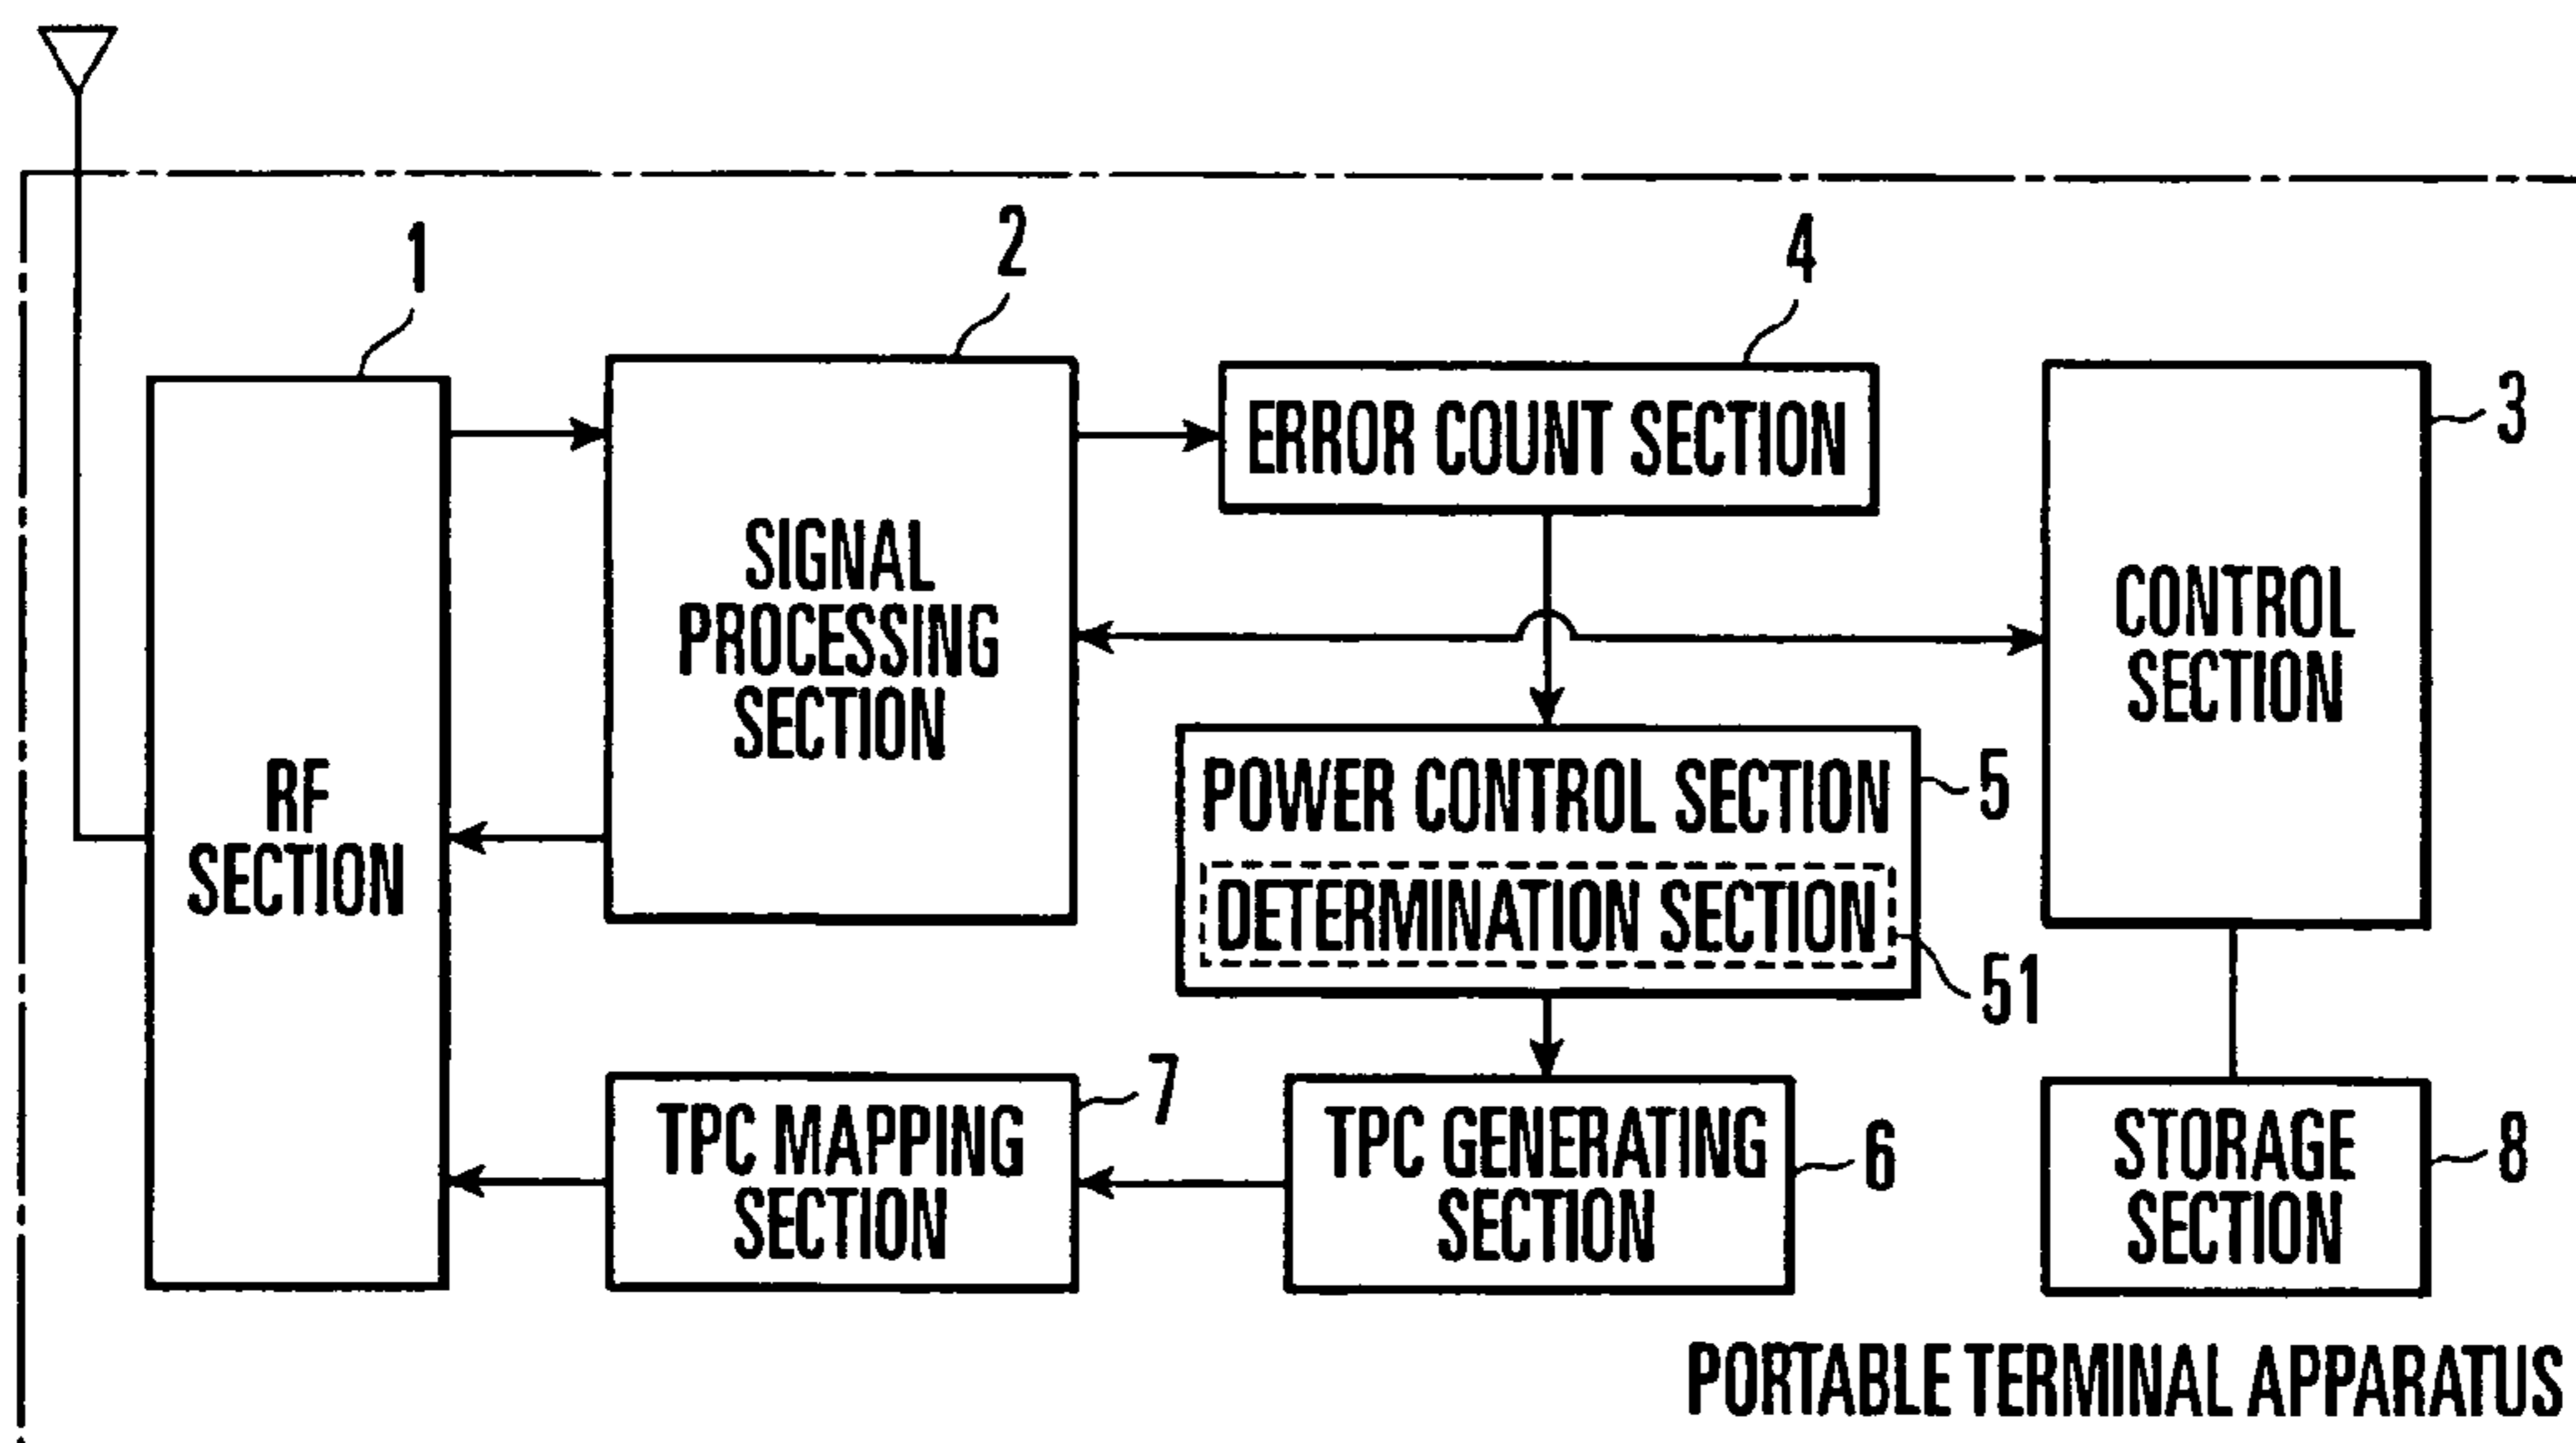 1
2
4
3
RF
SECTION
SIGNAL
PROCESSING
SECTION
ERROR COUNT SECTION
CONTROL
SECTION
POWER CONTROL SECTION
5
DETERMINATION SECTION
51
TPC MAPPING
SECTION
7
TPC GENERATING
SECTION
6
STORAGE
SECTION
8
PORTABLE TERMINAL APPARATUS